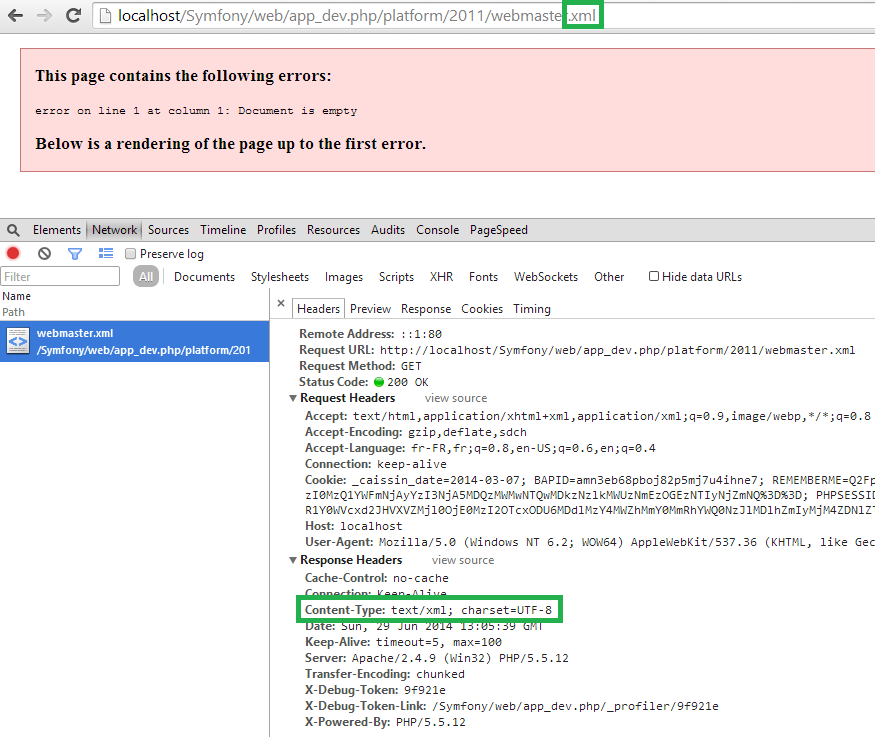 localhost/Symfony/web/app_dev.php/platform/2011/webmaster.xml
This page contains the following errors:
error on line 1 at column 1: Document is empty
Below is a rendering of the page up to the first error.
Elements Network Sources Timeline Profiles Resources Audits Console PageSpeed
Preserve log
Filter All Documents Stylesheets Images Scripts XHR Fonts WebSockets Other Hide data URLs
Name
Path
webmaster.xml
/Symfony/web/app_dev.php/platform/201
× Headers Preview Response Cookies Timing
Remote Address: ::1:80
Request URL: http://localhost/Symfony/web/app_dev.php/platform/2011/webmaster.xml
Request Method: GET
Status Code: 200 OK
Request Headers view source
Accept: text/html,application/xhtml+xml,application/xml;q=0.9,image/webp,*/*;q=0.8
Accept-Encoding: gzip,deflate,sdch
Accept-Language: fr-FR,fr;q=0.8,en-US;q=0.6,en;q=0.4
Connection: keep-alive
Cookie: _caissin_date=2014-03-07; BAPID=amn3eb68pboj82p5mj7u4ihne7; REMEMBERME=Q2Fp
zI0MzQ1YWFmNjAyYzI3NjA5MDQzMWMwNTQwMDkzNzlkMWUzNmEzOGEzNTIyNjZmNQ%3D%3D; PHPSESSID
Host: localhost
User-Agent: Mozilla/5.0 (Windows NT 6.2; WOW64) AppleWebKit/537.36 (KHTML, like Gec
Response Headers view source
Cache-Control: no-cache
Connection: Keep-Alive
Content-Type: text/xml; charset=UTF-8
Date: Sun, 29 Jun 2014 13:05:39 GMT
Keep-Alive: timeout=5, max=100
Server: Apache/2.4.9 (Win32) PHP/5.5.12
Transfer-Encoding: chunked
X-Debug-Token: 9f921e
X-Debug-Token-Link: /Symfony/web/app_dev.php/_profiler/9f921e
X-Powered-By: PHP/5.5.12